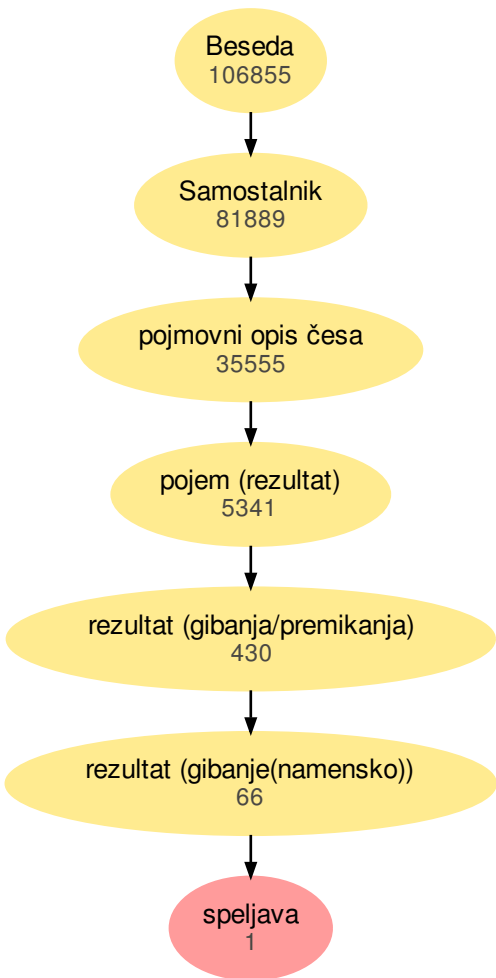 Beseda
106855
Samostalnik
81889
pojmovni opis česa
35555
pojem (rezultat)
5341
rezultat (gibanja/premikanja)
430
rezultat (gibanje(namensko))
66
speljava
1